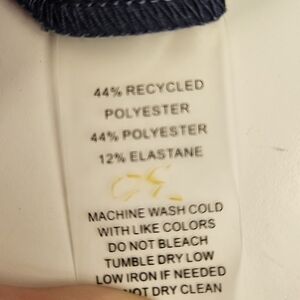 44% RECYCLED
POLYESTER
44% POLYESTER
12% ELASTANE
MACHINE WASH COLD
WITH LIKE COLORS
DO NOT BLEACH
TUMBLE DRY LOW
LOW IRON IF NEEDED
NOT DRY CLEAN